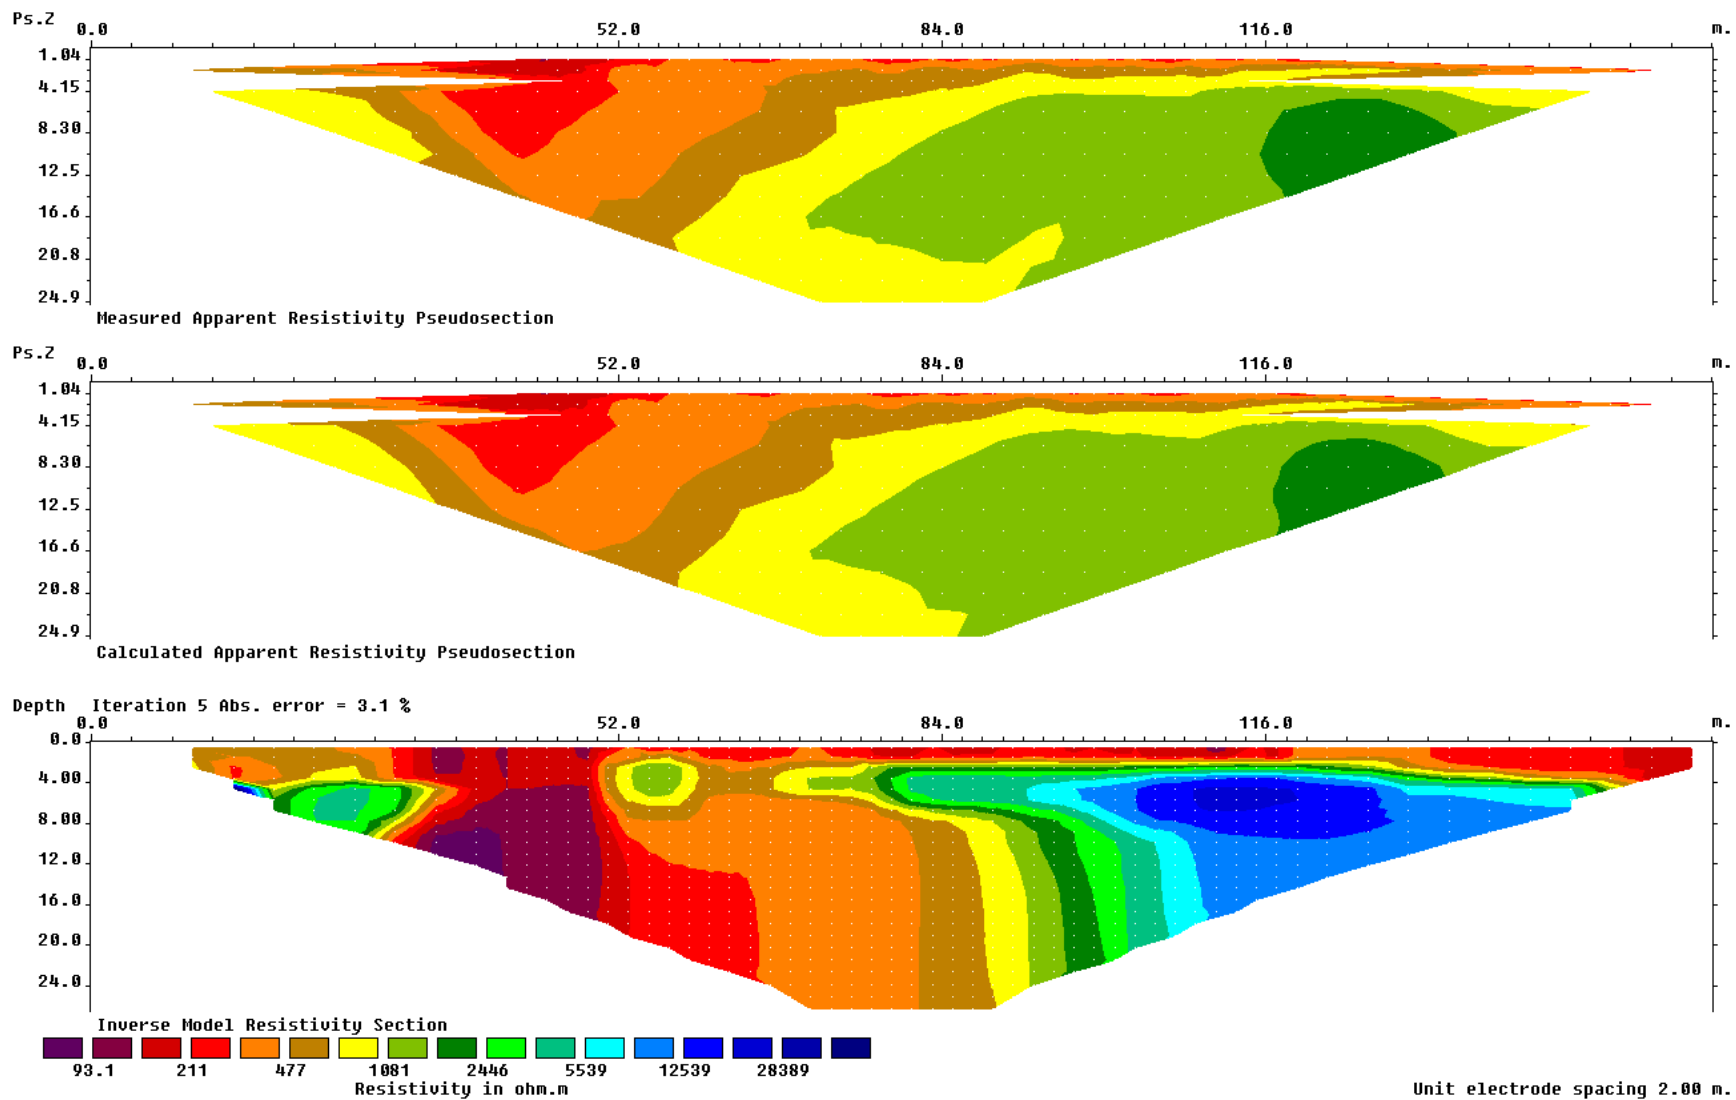 Ps.Z 0.0 52.0 84.0 116.0 m.
1.04
4.15
8.30
12.5
16.6
20.8
24.9
Measured Apparent Resistivity Pseudosection
Ps.Z 0.0 52.0 84.0 116.0 m.
1.04
4.15
8.30
12.5
16.6
20.8
24.9
Calculated Apparent Resistivity Pseudosection
Depth Iteration 5 Abs. error = 3.1 %
0.0 52.0 84.0 116.0 m.
0.0
4.00
8.00
12.0
16.0
20.0
24.0
Inverse Model Resistivity Section
93.1 211 477 1081 2446 5539 12539 28389
Resistivity in ohm.m
Unit electrode spacing 2.00 m.